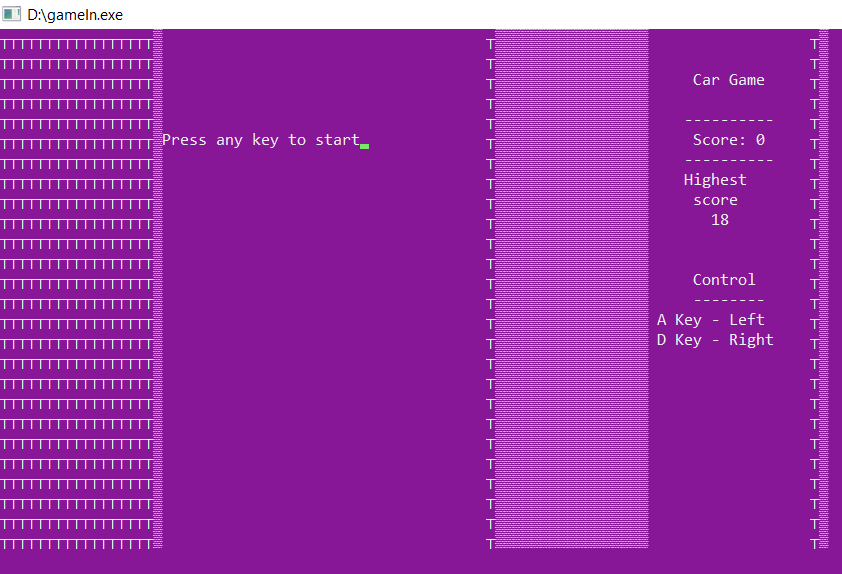 D:\gameIn.exe
Car Game
----------
Press any key to start
Score: 0
----------
Highest
score
18
Control
--------
A Key - Left
D Key - Right